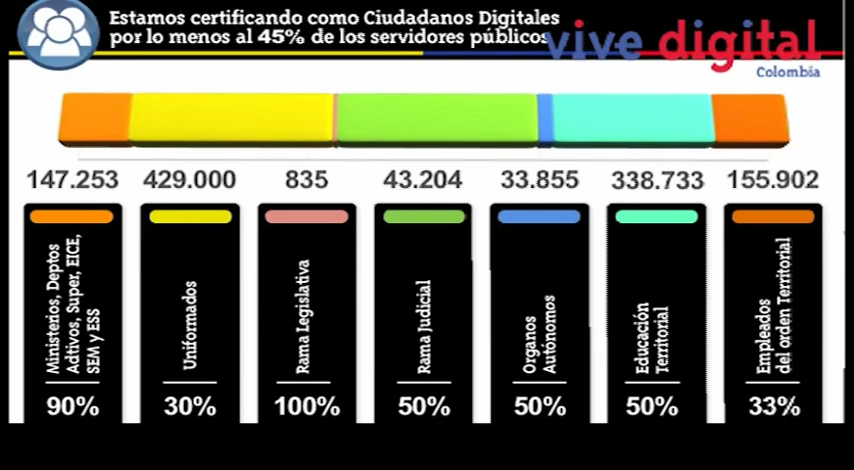 Estamos certificando como Ciudadanos Digitales
por lo menos al 45% de los servidores públicos
vive digital
Colombia
147.253 429.000 835 43.204 33.855 338.733 155.902
Ministerios, Deptos
Adtivos, Super, EICE,
SEM y ESS
Uniformados
Rama Legislativa
Rama Judicial
Organos
Autónomos
Educación
Territorial
Empleados
del orden Territorial
90% 30% 100% 50% 50% 50% 33%